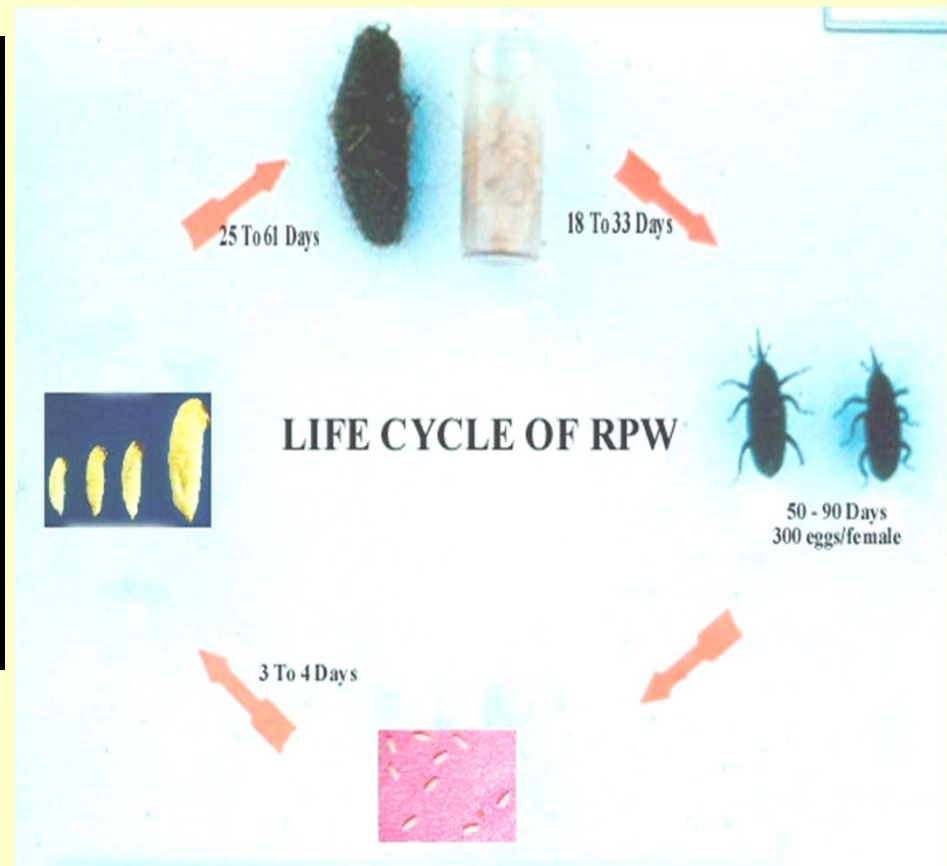 25 To 61 Days
18 To 33 Days
LIFE CYCLE OF RPW
50 - 90 Days
300 eggs/female
3 To 4 Days